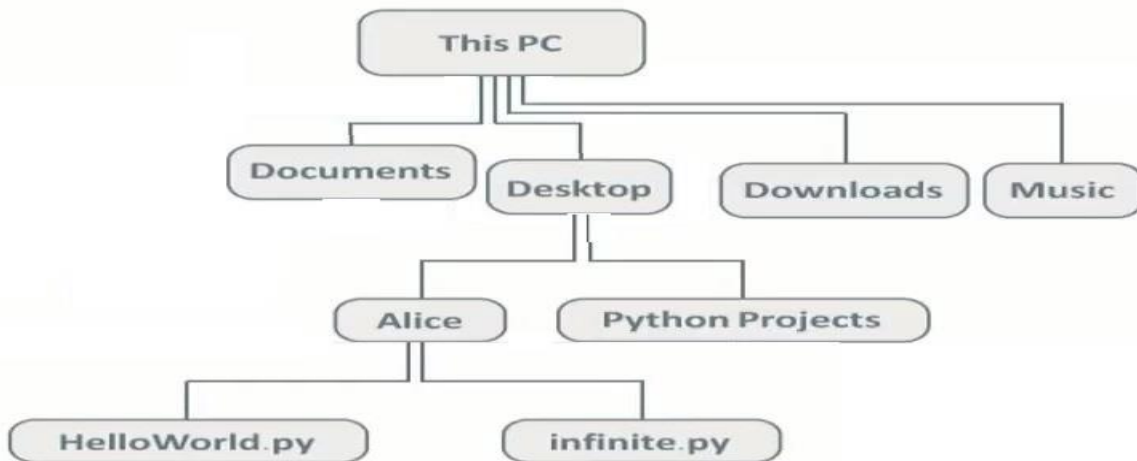 This PC
Documents
Desktop
Downloads
Music
Alice
Python Projects
HelloWorld.py
infinite.py